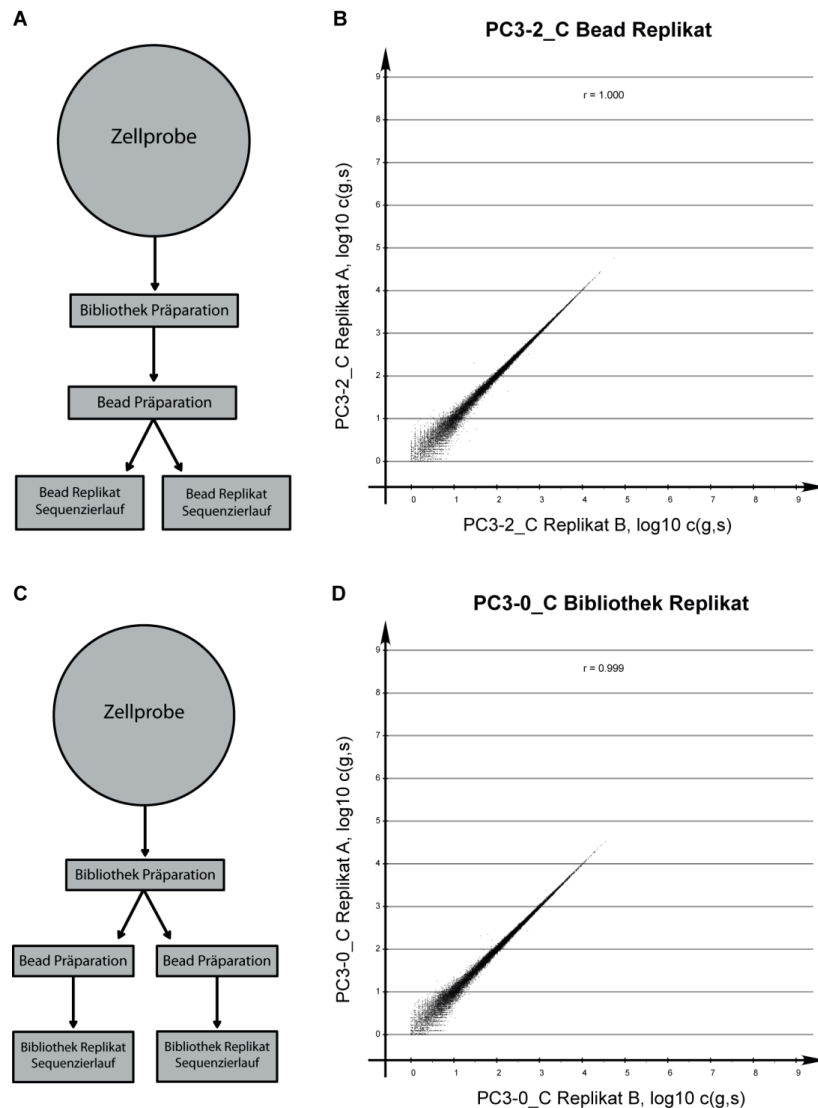 A
Zellprobe
Bibliothek Präparation
Bead Präparation
Bead Replikat
Sequenzierlauf
Bead Replikat
Sequenzierlauf
B
PC3-2_C Bead Replikat
r = 1.000
PC3-2_C Replikat A, log10 c(g,s)
9
8
7
6
5
4
3
2
1
0
0 1 2 3 4 5 6 7 8 9
PC3-2_C Replikat B, log10 c(g,s)
C
Zellprobe
Bibliothek Präparation
Bead Präparation
Bead Präparation
Bibliothek Replikat
Sequenzierlauf
Bibliothek Replikat
Sequenzierlauf
D
PC3-0_C Bibliothek Replikat
r = 0.999
PC3-0_C Replikat A, log10 c(g,s)
9
8
7
6
5
4
3
2
1
0
0 1 2 3 4 5 6 7 8 9
PC3-0_C Replikat B, log10 c(g,s)